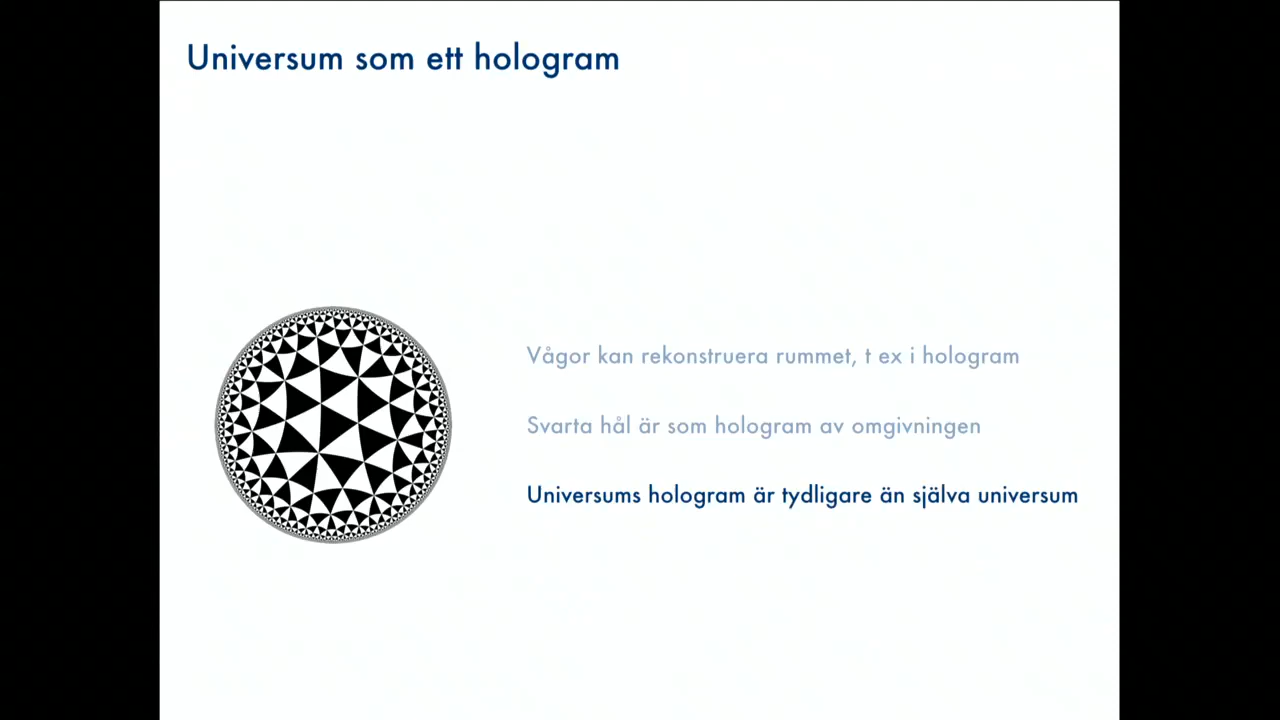 Universum som ett hologram
Vågor kan rekonstruera rummet, t ex i hologram
Svarta hål är som hologram av omgivningen
Universums hologram är tydligare än själva universum